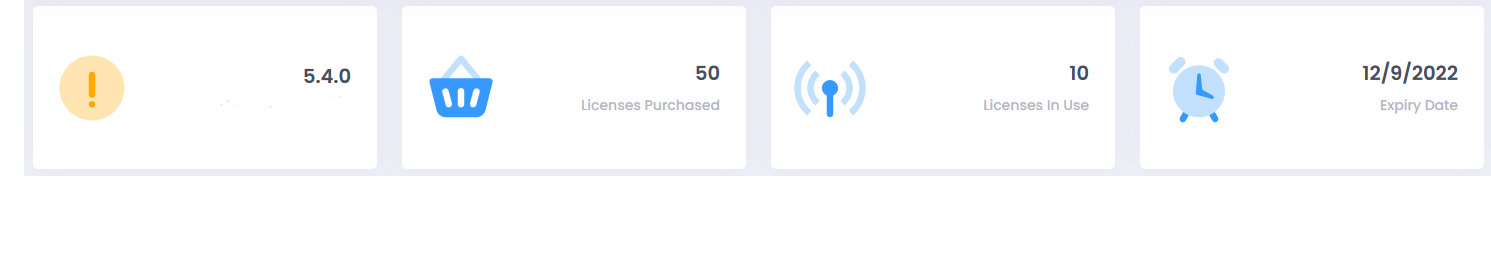 5.4.0
50
Licenses Purchased
10
Licenses In Use
12/9/2022
Expiry Date